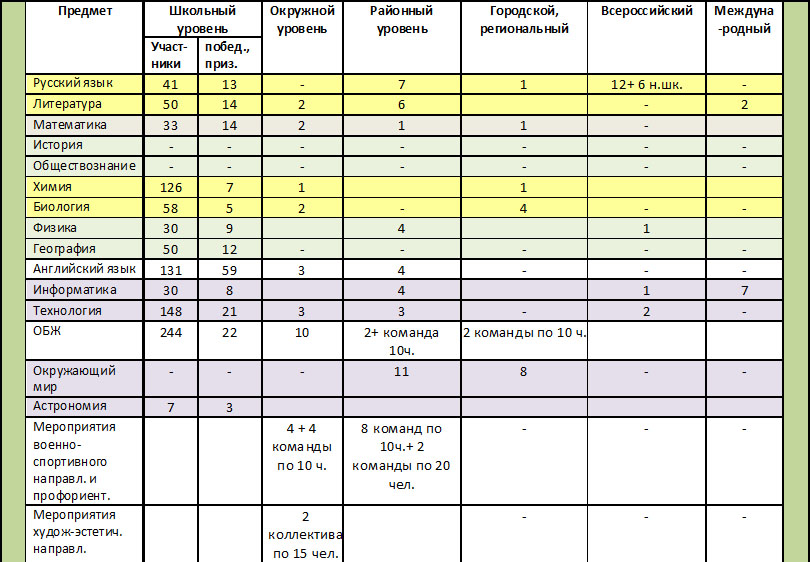 Предмет Школьный уровень Окружной уровень Районный уровень Городской, региональный Всероссийский Междуна-родный
Участ-ники побед., приз.
Русский язык 41 13 - 7 1 12+ 6 н.шк. -
Литература 50 14 2 6 - 2
Математика 33 14 2 1 1 -
История - - - - - - -
Обществознание - - - - - - -
Химия 126 7 1 1
Биология 58 5 2 - 4 - -
Физика 30 9 4 1
География 50 12 - - - - -
Английский язык 131 59 3 4 - - -
Информатика 30 8 4 1 7
Технология 148 21 3 3 - 2 -
ОБЖ 244 22 10 2+ команда 2 команды по 10 ч. -
10ч.
Окружающий - - - 11 8 - -
мир
Астрономия 7 3
Мероприятия 4 + 4 8 команд по - - -
военно- команды 10ч.+ 2
спортивного по 10 ч. команды по 20
направл. и чел.
профориент.
Мероприятия 2 - - -
худож-эстетич. коллектива
направл. по 15 чел.